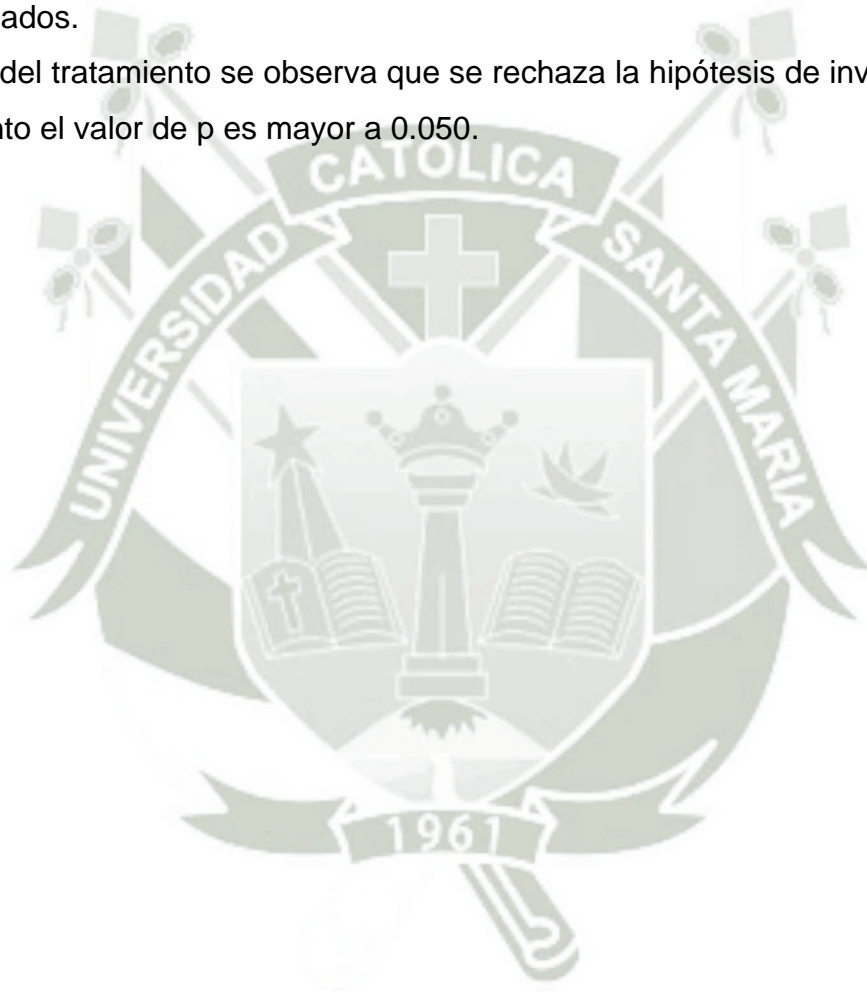 ados.
del tratamiento se observa que se rechaza la hipótesis de inv
nto el valor de p es mayor a 0.050.
UNIVERSIDAD CATOLICA SANTA MARIA
1961